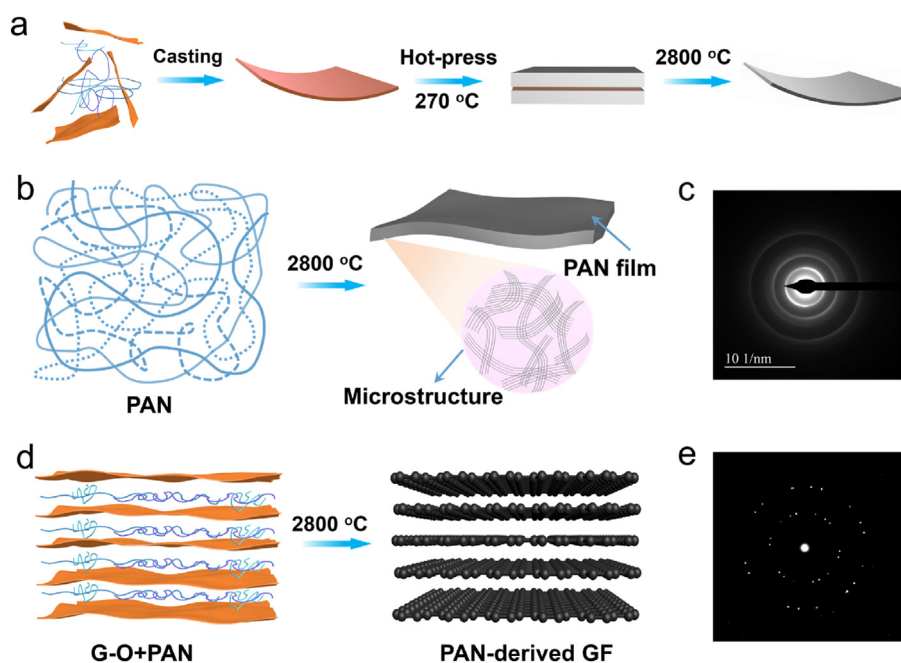 a
Casting
Hot-press
270 °C
2800 °C
b
2800 °C
PAN film
Microstructure
PAN
c
10 1/nm
d
2800 °C
G-O+PAN
PAN-derived GF
e